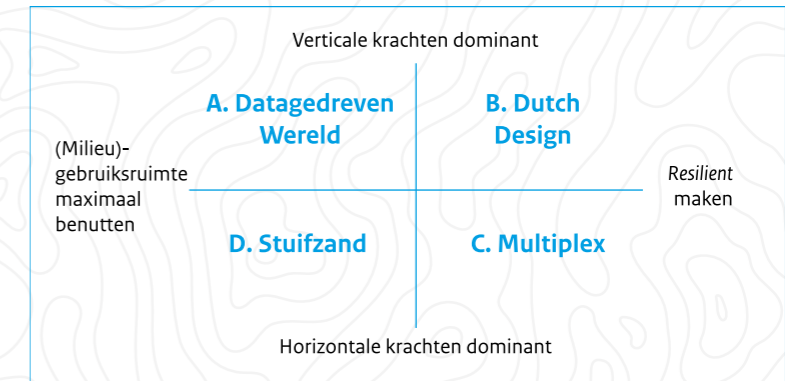 Verticale krachten dominant
A. Datagedreven
Wereld
B. Dutch
Design
(Milieu)-
gebruiksruimte
maximaal
benutten
Resilient
maken
D. Stuifzand
C. Multiplex
Horizontale krachten dominant